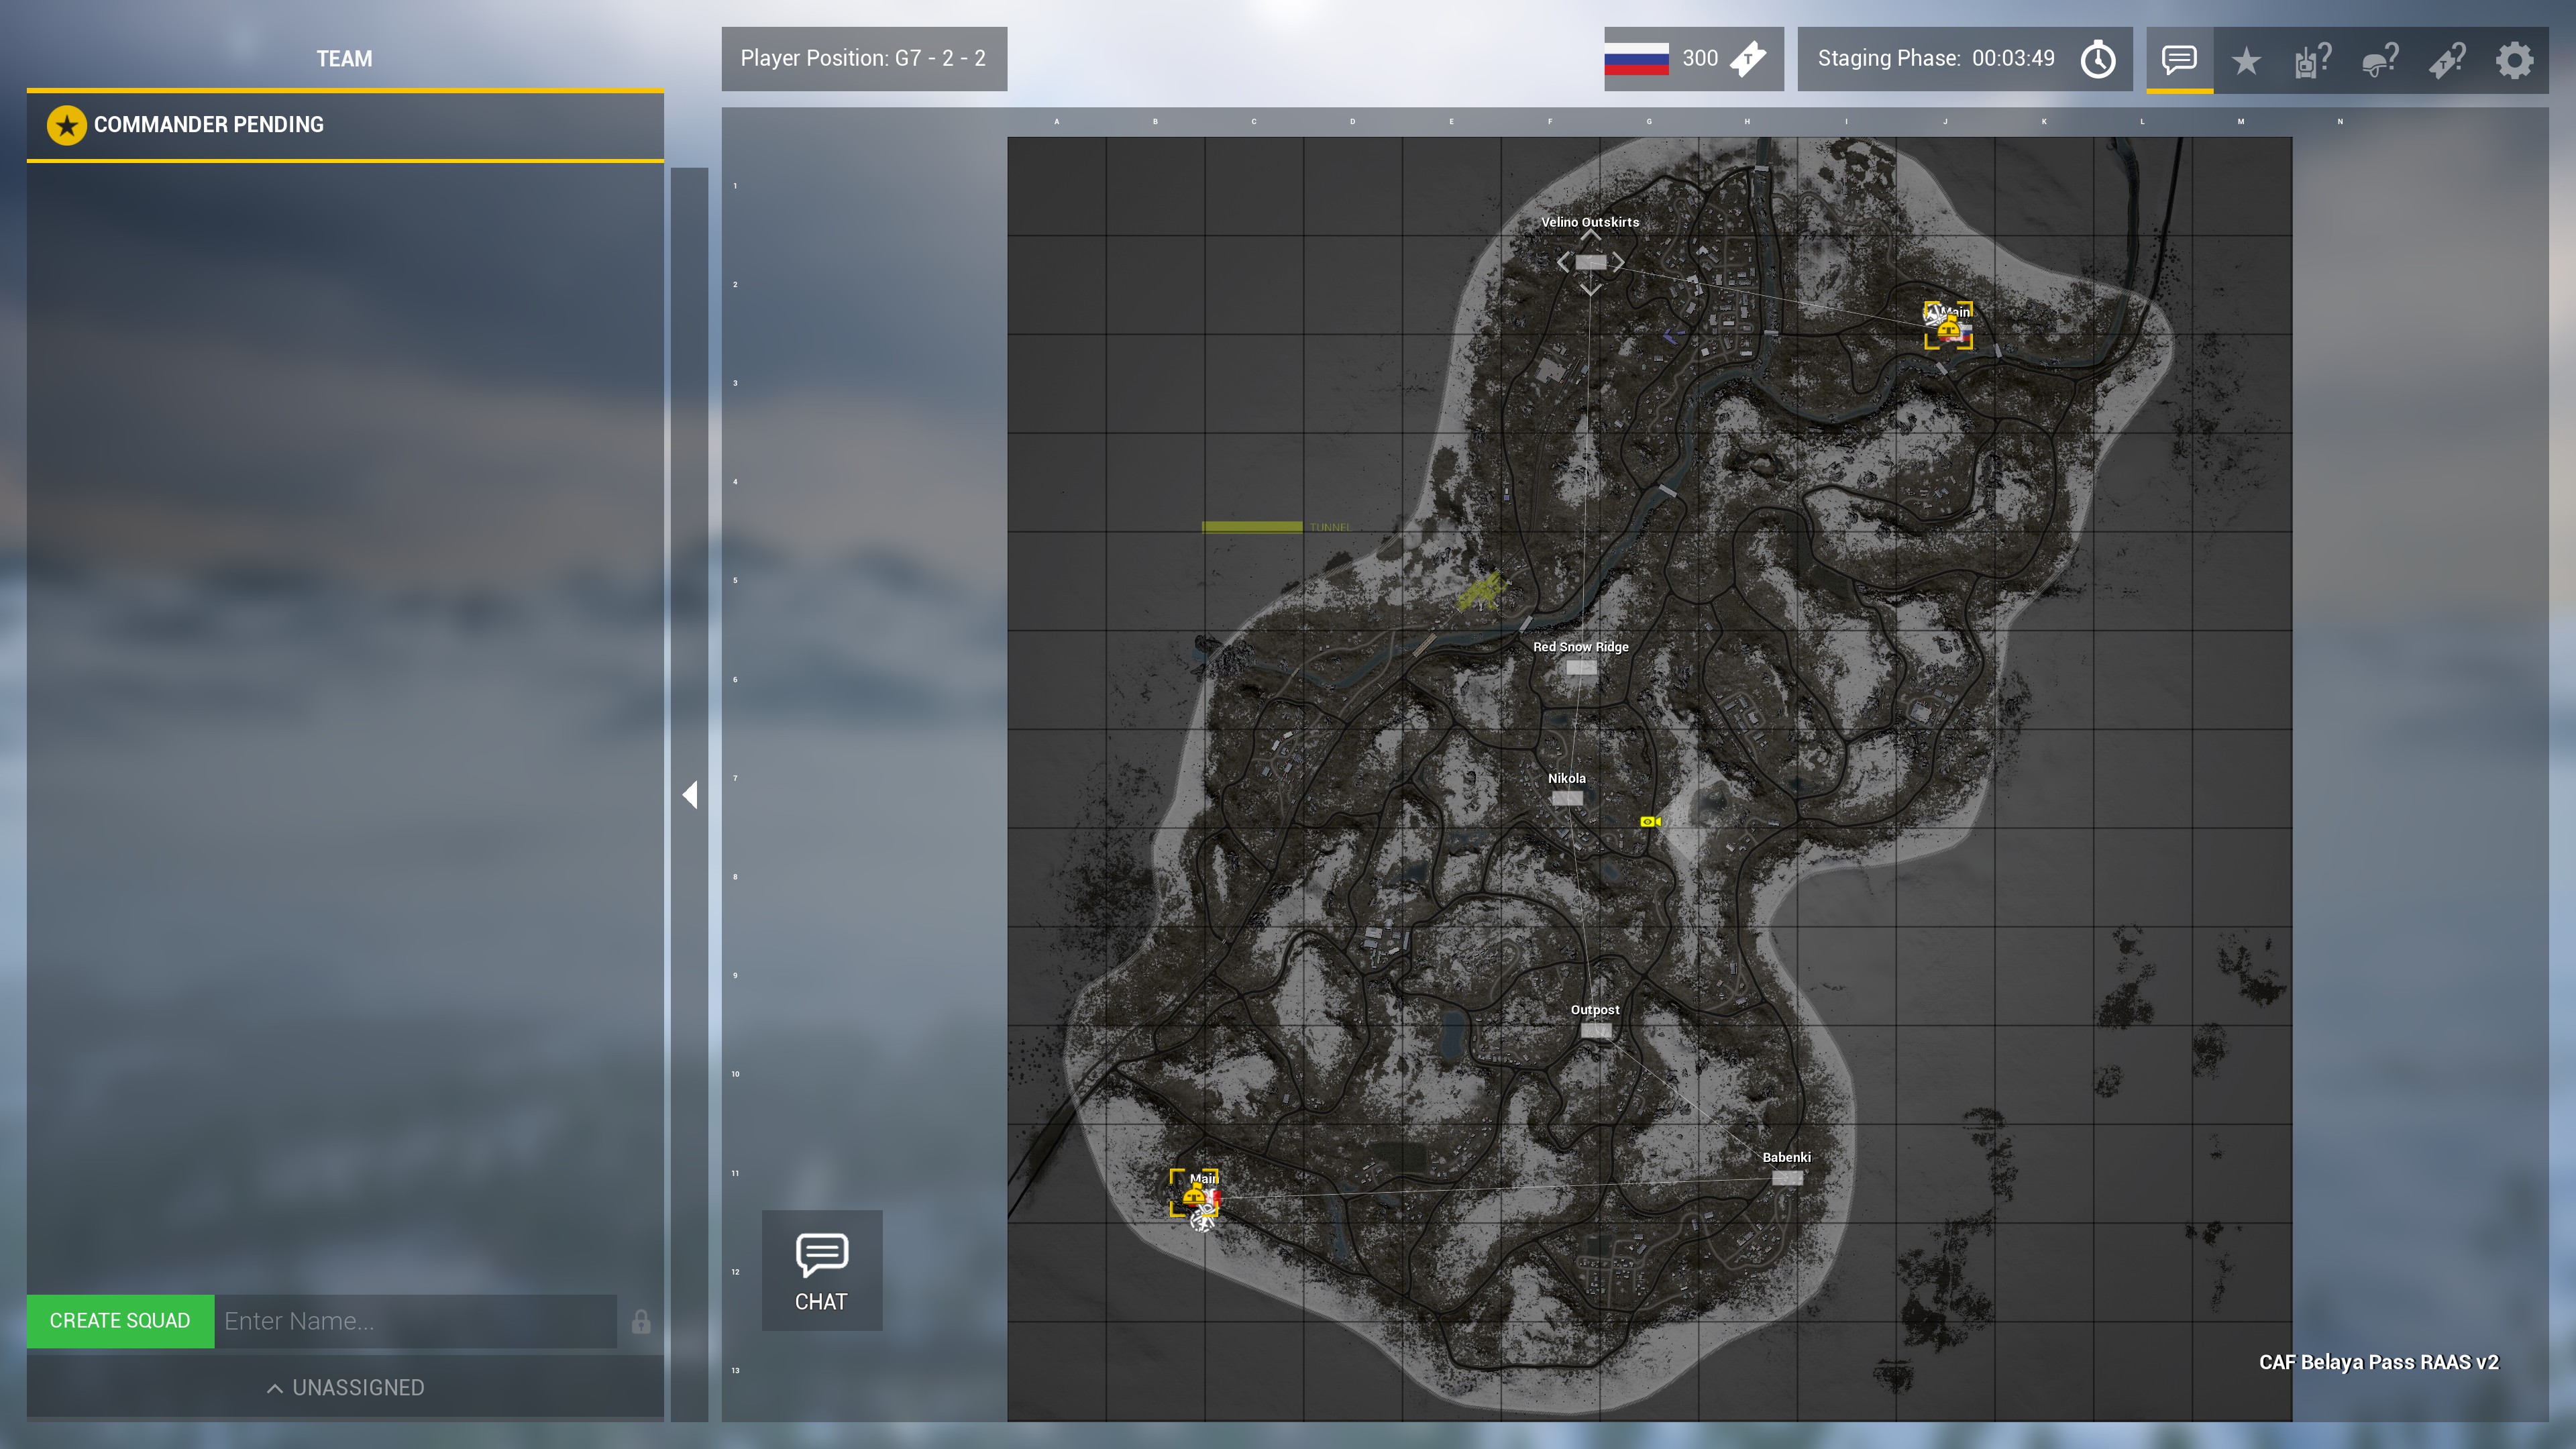 TEAM
Player Position: G7 - 2 - 2
300
T
Staging Phase: 00:03:49
COMMANDER PENDING
A B C D E F G H I J K L M N
1
Velino Outskirts
2
Main
3
4
TUNNEL
5
Red Snow Ridge
6
Nikola
7
8
9
Outpost
10
Babenki
11
Main
12
CHAT
CREATE SQUAD
Enter Name...
CAF Belaya Pass RAAS v2
13
UNASSIGNED